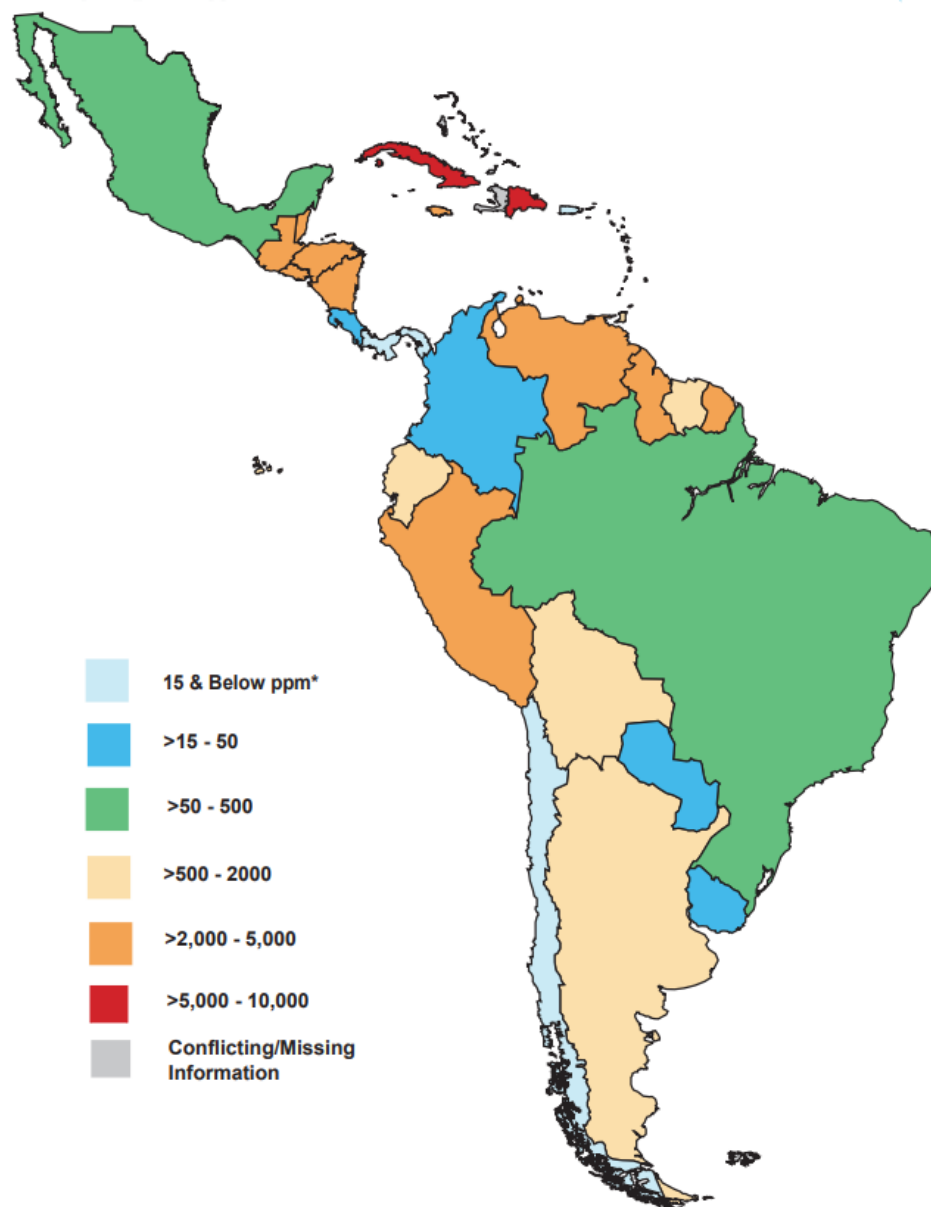 15 & Below ppm*
>15 - 50
>50 - 500
>500 - 2000
>2,000 - 5,000
>5,000 - 10,000
Conflicting/Missing
Information